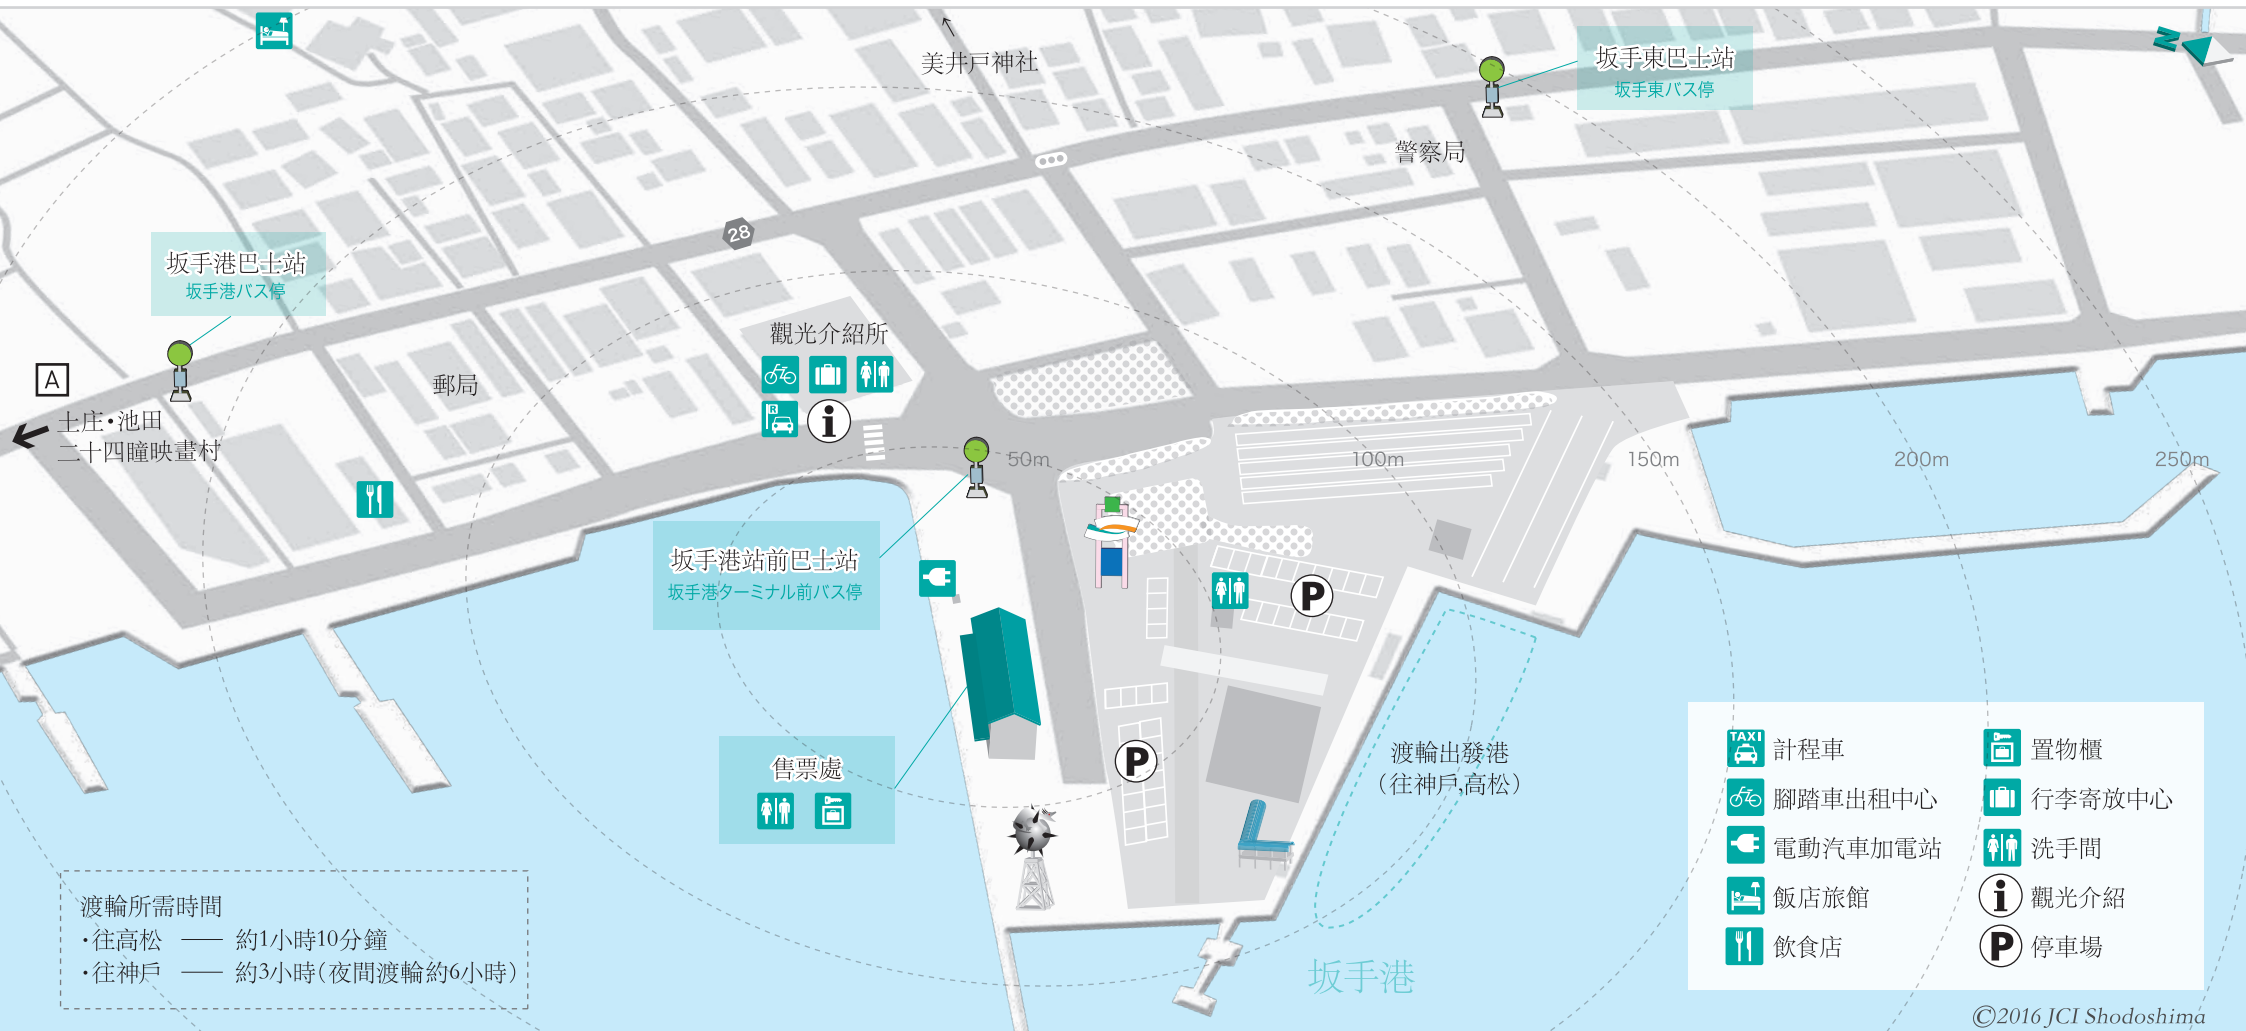 美井戸神社
坂手東巴士站
坂手東バス停
N
警察局
28
坂手港巴士站
坂手港バス停
觀光介紹所
R
i
A
郵局
土庄・池田
二十四瞳映畫村
50m
100m
150m
200m
250m
坂手港站前巴士站
坂手港ターミナル前バス停
P
P
售票處
渡輪出發港
（往神戶,高松）
坂手港
渡輪所需時間
・往高松 —— 約1小時10分鐘
・往神戶 —— 約3小時（夜間渡輪約6小時）
TAXI 計程車
腳踏車出租中心
電動汽車加電站
飯店旅館
飲食店
置物櫃
行李寄放中心
洗手間
i 觀光介紹
P 停車場
©2016 JCI Shodoshima